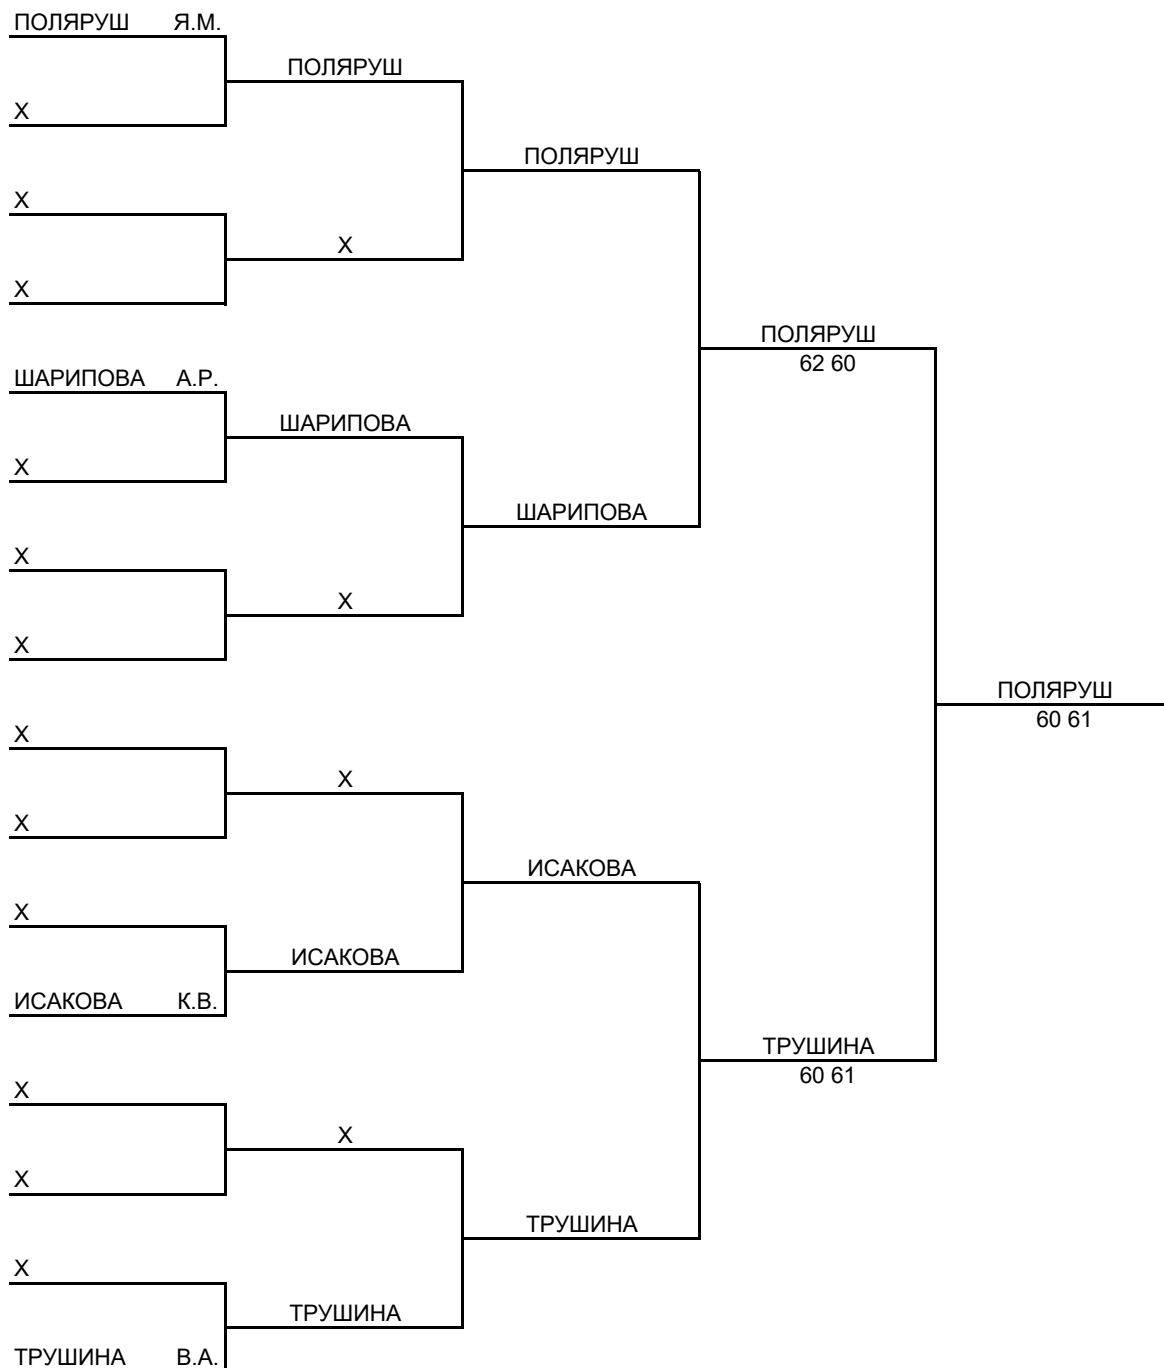 ПОЛЯРУШ Я.М.
ПОЛЯРУШ
Х
ПОЛЯРУШ
Х
Х
Х
ПОЛЯРУШ
62 60
ШАРИПОВА А.Р.
ШАРИПОВА
Х
ШАРИПОВА
Х
Х
Х
ПОЛЯРУШ
60 61
Х
Х
Х
ИСАКОВА
Х
ИСАКОВА
ИСАКОВА К.В.
ТРУШИНА
60 61
Х
Х
Х
ТРУШИНА
Х
ТРУШИНА
ТРУШИНА В.А.